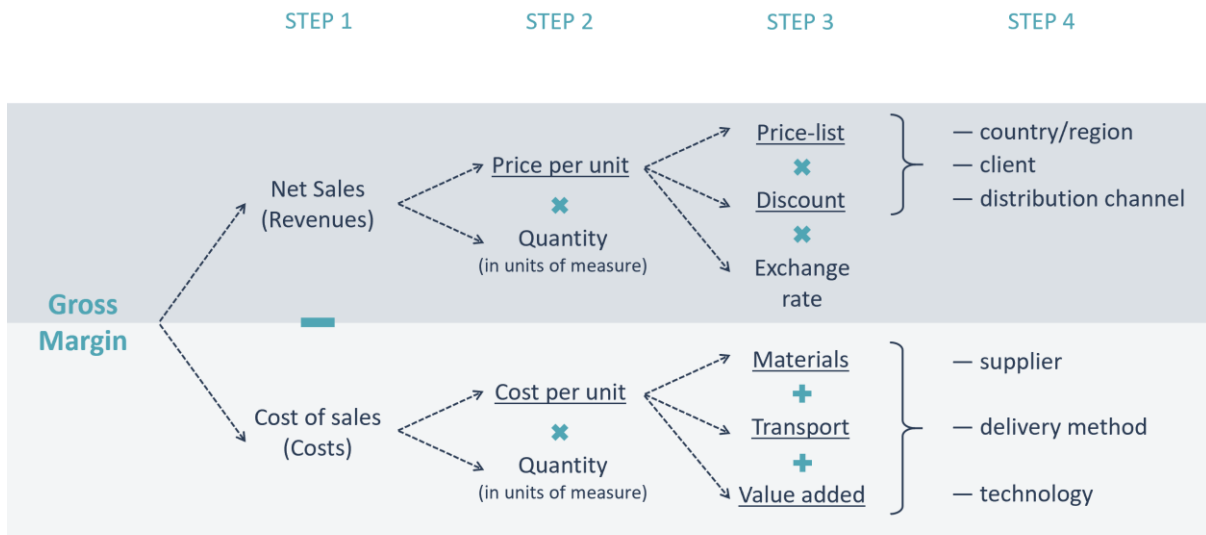 STEP 1
STEP 2
STEP 3
STEP 4
Gross
Margin
Net Sales
(Revenues)
Price per unit
Quantity
(in units of measure)
Price-list
Discount
Exchange
rate
— country/region
— client
— distribution channel
Cost of sales
(Costs)
Cost per unit
Quantity
(in units of measure)
Materials
Transport
Value added
— supplier
— delivery method
— technology